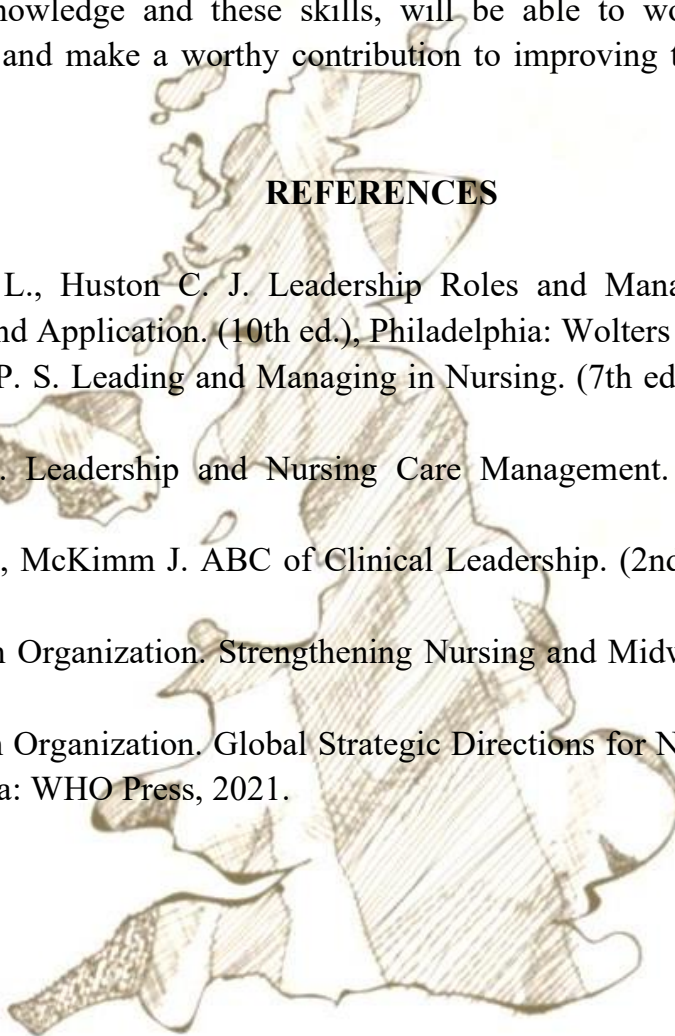 nowledge and these skills, will be able to wo
and make a worthy contribution to improving t
REFERENCES
L., Huston C. J. Leadership Roles and Mana
nd Application. (10th ed.), Philadelphia: Wolters
P. S. Leading and Managing in Nursing. (7th ed
. Leadership and Nursing Care Management.
, McKimm J. ABC of Clinical Leadership. (2nd
n Organization. Strengthening Nursing and Midw
n Organization. Global Strategic Directions for N
a: WHO Press, 2021.